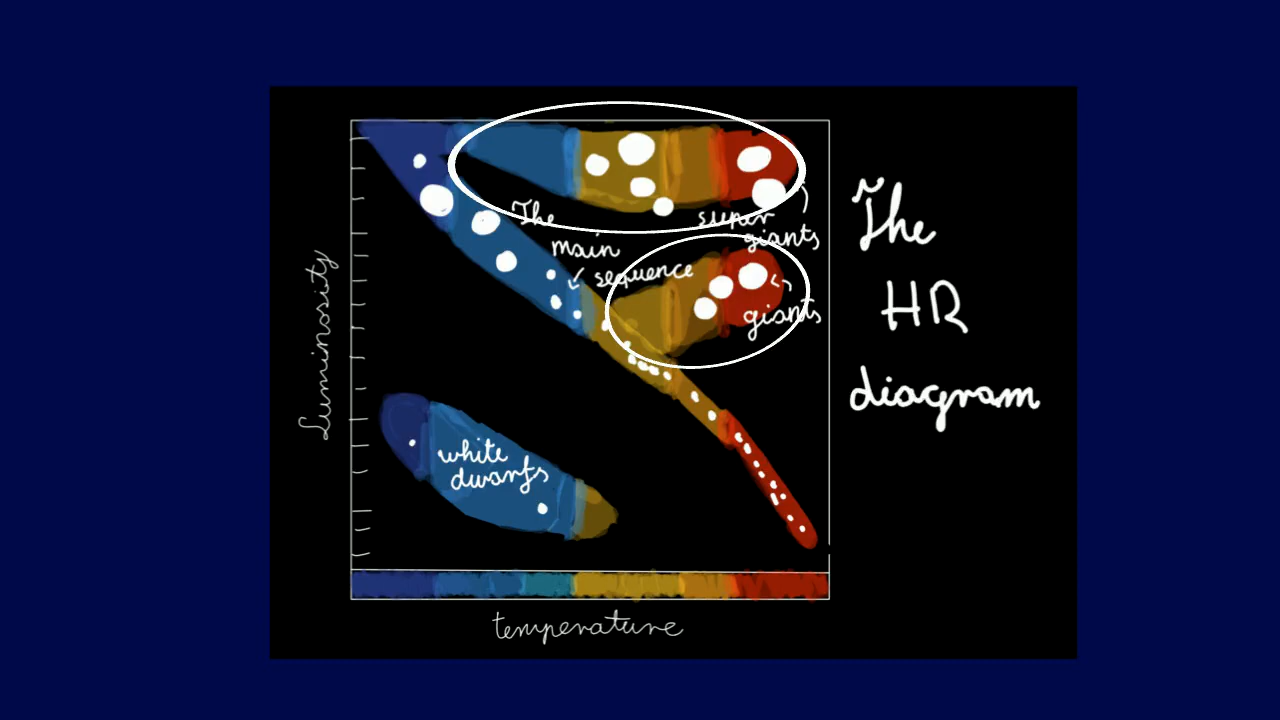 The
HR
diagram
The
main
sequence
super
giants
giants
white
dwarfs
Luminosity
temperature